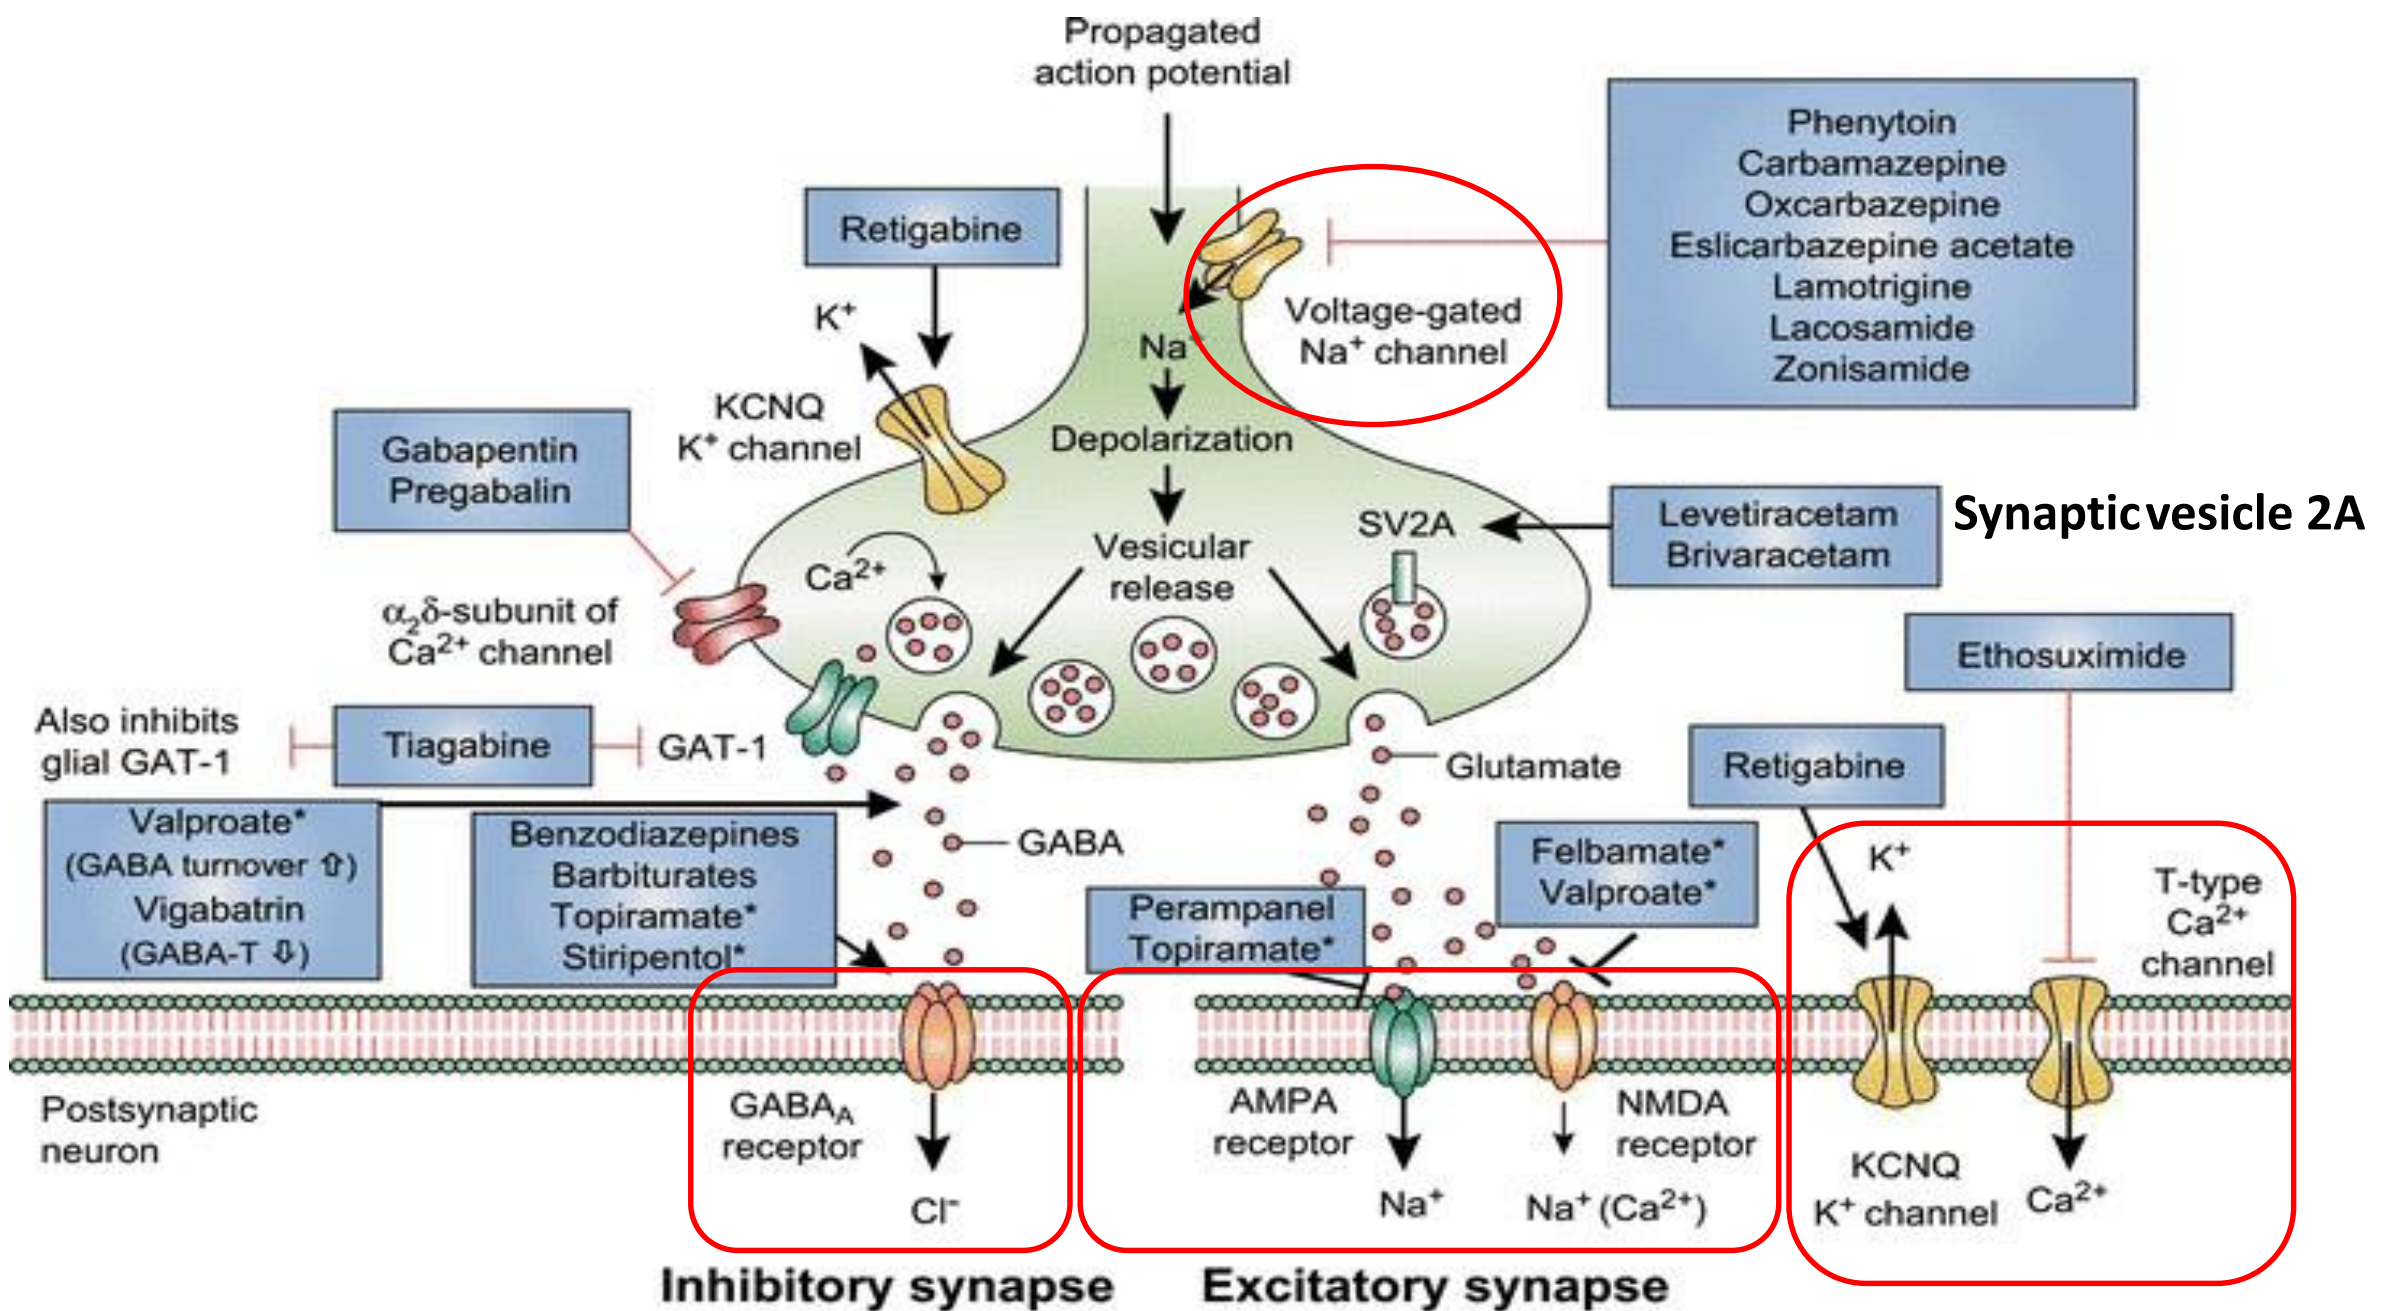 Propagated
action potential
Phenytoin
Carbamazepine
Oxcarbazepine
Eslicarbazepine acetate
Lamotrigine
Lacosamide
Zonisamide
Retigabine
K⁺
Voltage-gated
Na⁺ channel
Na⁺
KCNQ
K⁺ channel
Depolarization
Gabapentin
Pregabalin
Levetiracetam
Brivaracetam
Synaptic vesicle 2A
SV2A
Vesicular
release
Ca²⁺
α₂δ-subunit of
Ca²⁺ channel
Ethosuximide
Also inhibits
glial GAT-1
Tiagabine
GAT-1
Glutamate
Retigabine
Valproate*
(GABA turnover ⇧)
Vigabatrin
(GABA-T ⇩)
Benzodiazepines
Barbiturates
Topiramate*
Stiripentol*
GABA
Felbamate*
Valproate*
Perampanel
Topiramate*
K⁺
T-type
Ca²⁺
channel
Postsynaptic
neuron
GABA_A
receptor
Cl⁻
AMPA
receptor
Na⁺
NMDA
receptor
Na⁺ (Ca²⁺)
KCNQ
K⁺ channel
Ca²⁺
Inhibitory synapse
Excitatory synapse